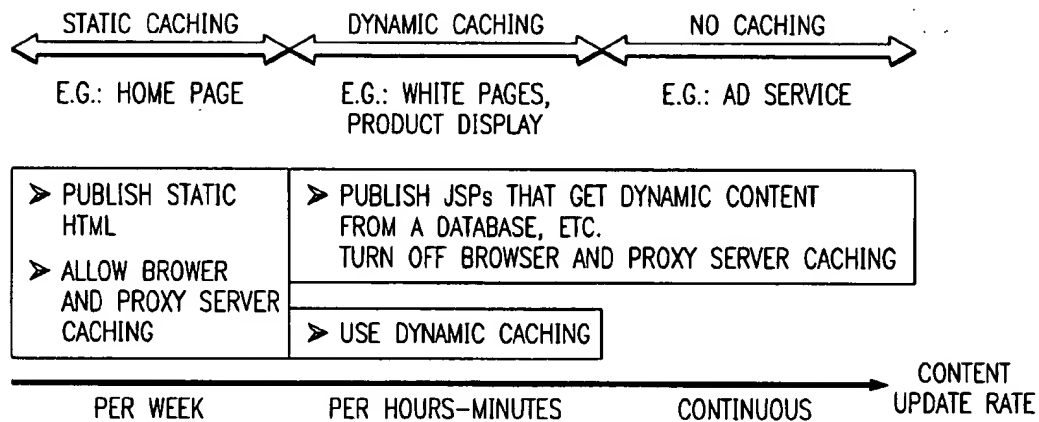 STATIC CACHING
DYNAMIC CACHING
NO CACHING
E.G.: HOME PAGE
E.G.: WHITE PAGES,
PRODUCT DISPLAY
E.G.: AD SERVICE
➢ PUBLISH STATIC
HTML
➢ ALLOW BROWER
AND PROXY SERVER
CACHING
➢ PUBLISH JSPs THAT GET DYNAMIC CONTENT
FROM A DATABASE, ETC.
TURN OFF BROWSER AND PROXY SERVER CACHING
➢ USE DYNAMIC CACHING
PER WEEK
PER HOURS-MINUTES
CONTINUOUS
CONTENT
UPDATE RATE